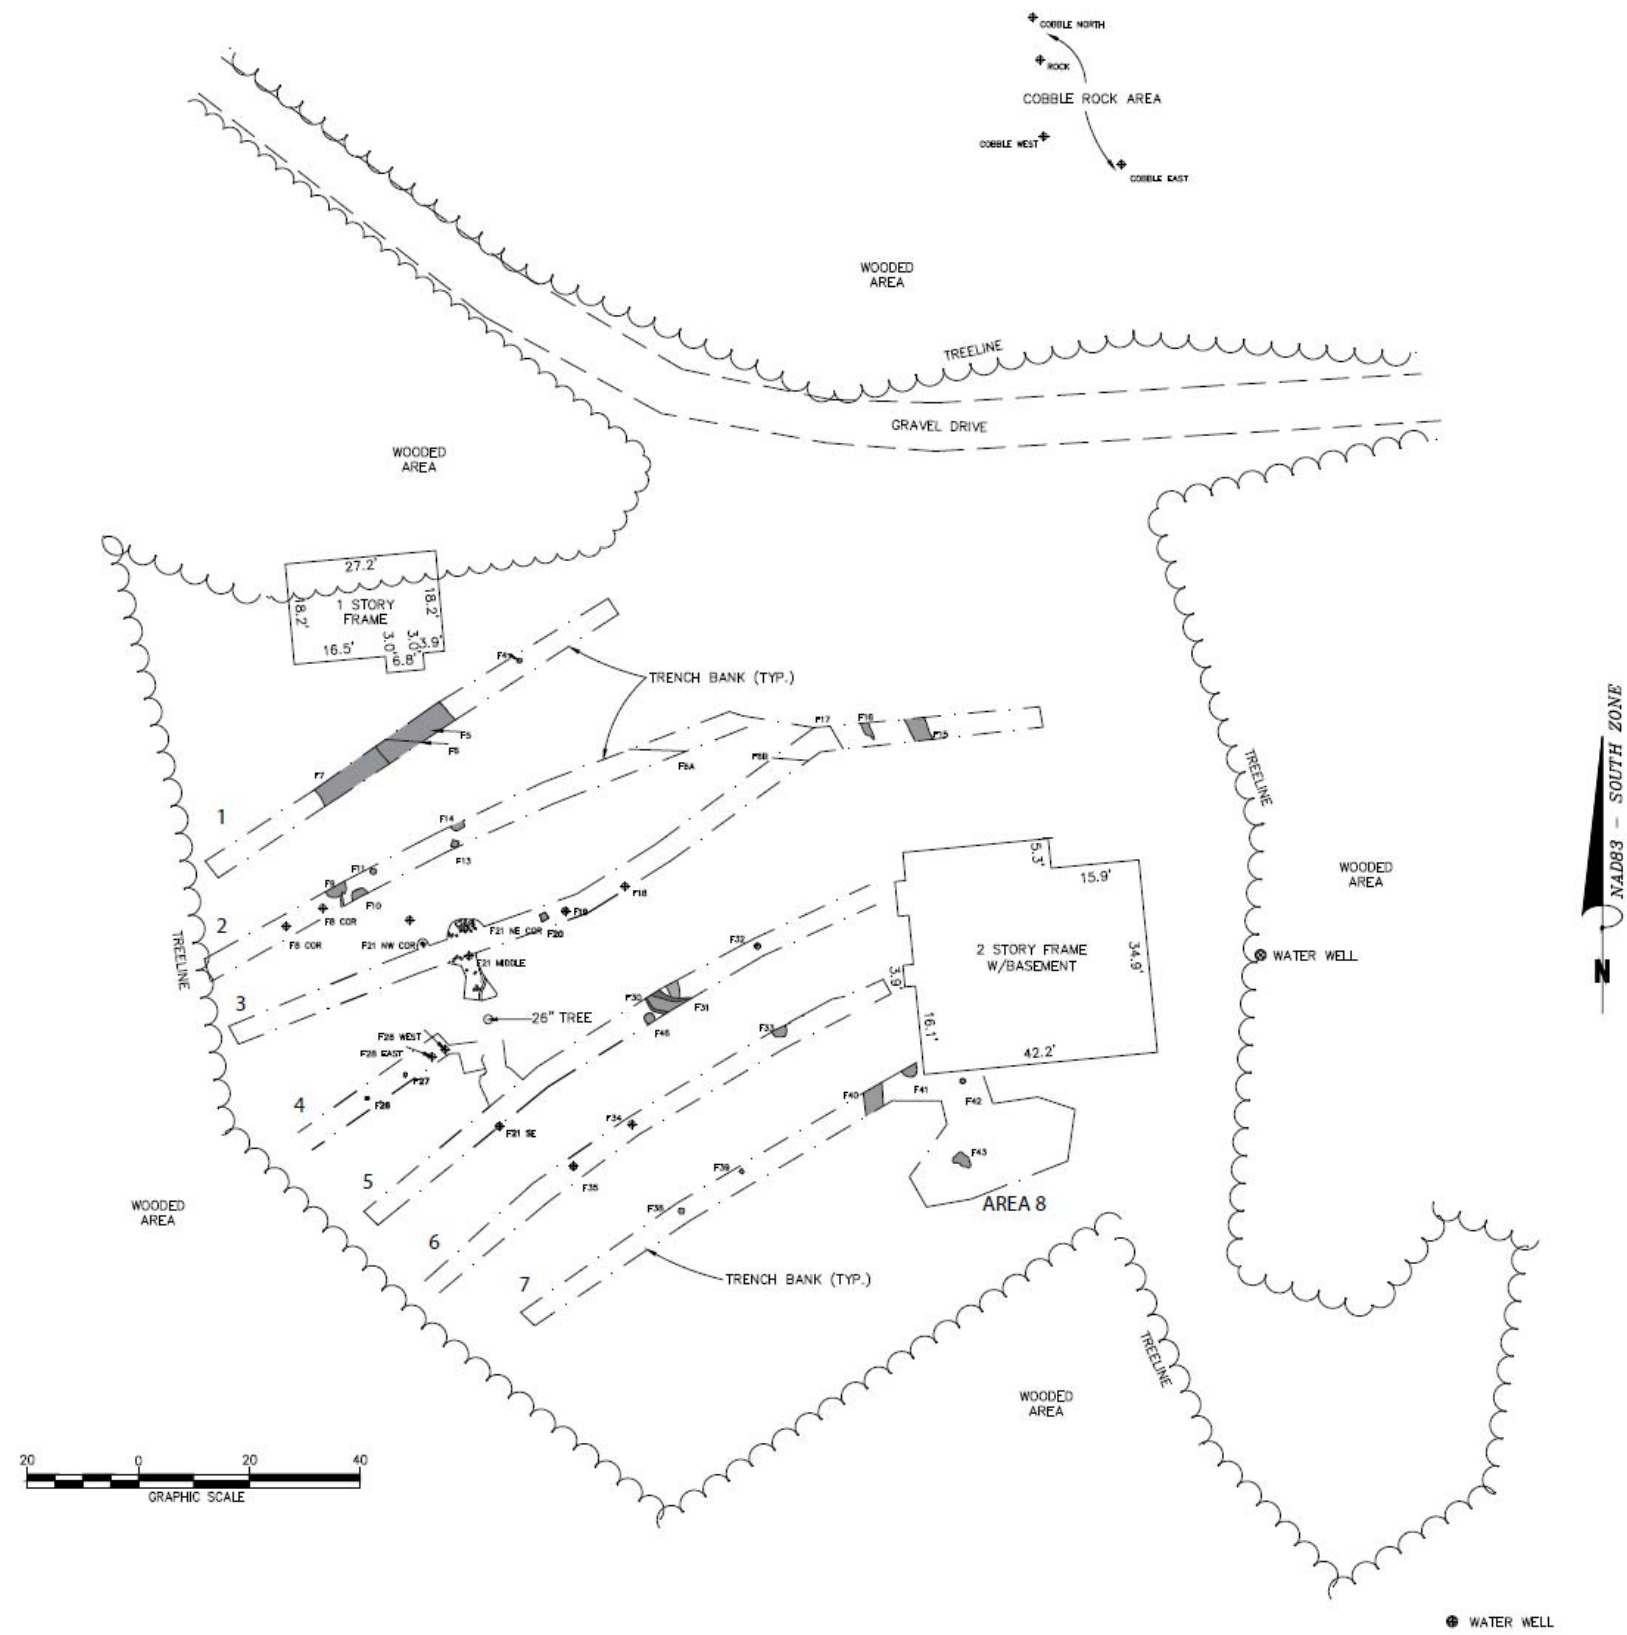 COBBLE NORTH
ROCK
COBBLE ROCK AREA
COBBLE WEST
COBBLE EAST
WOODED
AREA
TREELINE
GRAVEL DRIVE
WOODED
AREA
27.2'
18.2'
1 STORY
FRAME
18.2'
16.5'
3.0'
6.8'
3.0'
3.9'
F4
TRENCH BANK (TYP.)
NAD83 – SOUTH ZONE
F17
F16
F15
F5
F6
F7
F6A
F6B
TREELINE
1
F14
F13
5.3'
15.9'
WOODED
AREA
F11
F9
F10
F18
F8 COR
F8 COR
2
F19
F20
F21 NE COR
F21 NW COR
F32
2 STORY FRAME
W/BASEMENT
34.9'
WATER WELL
TREELINE
F21 MIDDLE
3.9'
N
3
F30
F31
F46
26" TREE
F33
16.1'
F28 WEST
F28 EAST
42.2'
F27
F26
4
F40
F41
F42
F34
F21 SE
F43
5
F35
F39
WOODED
AREA
F38
AREA 8
6
7
TRENCH BANK (TYP.)
TREELINE
WOODED
AREA
20
0
20
40
GRAPHIC SCALE
WATER WELL